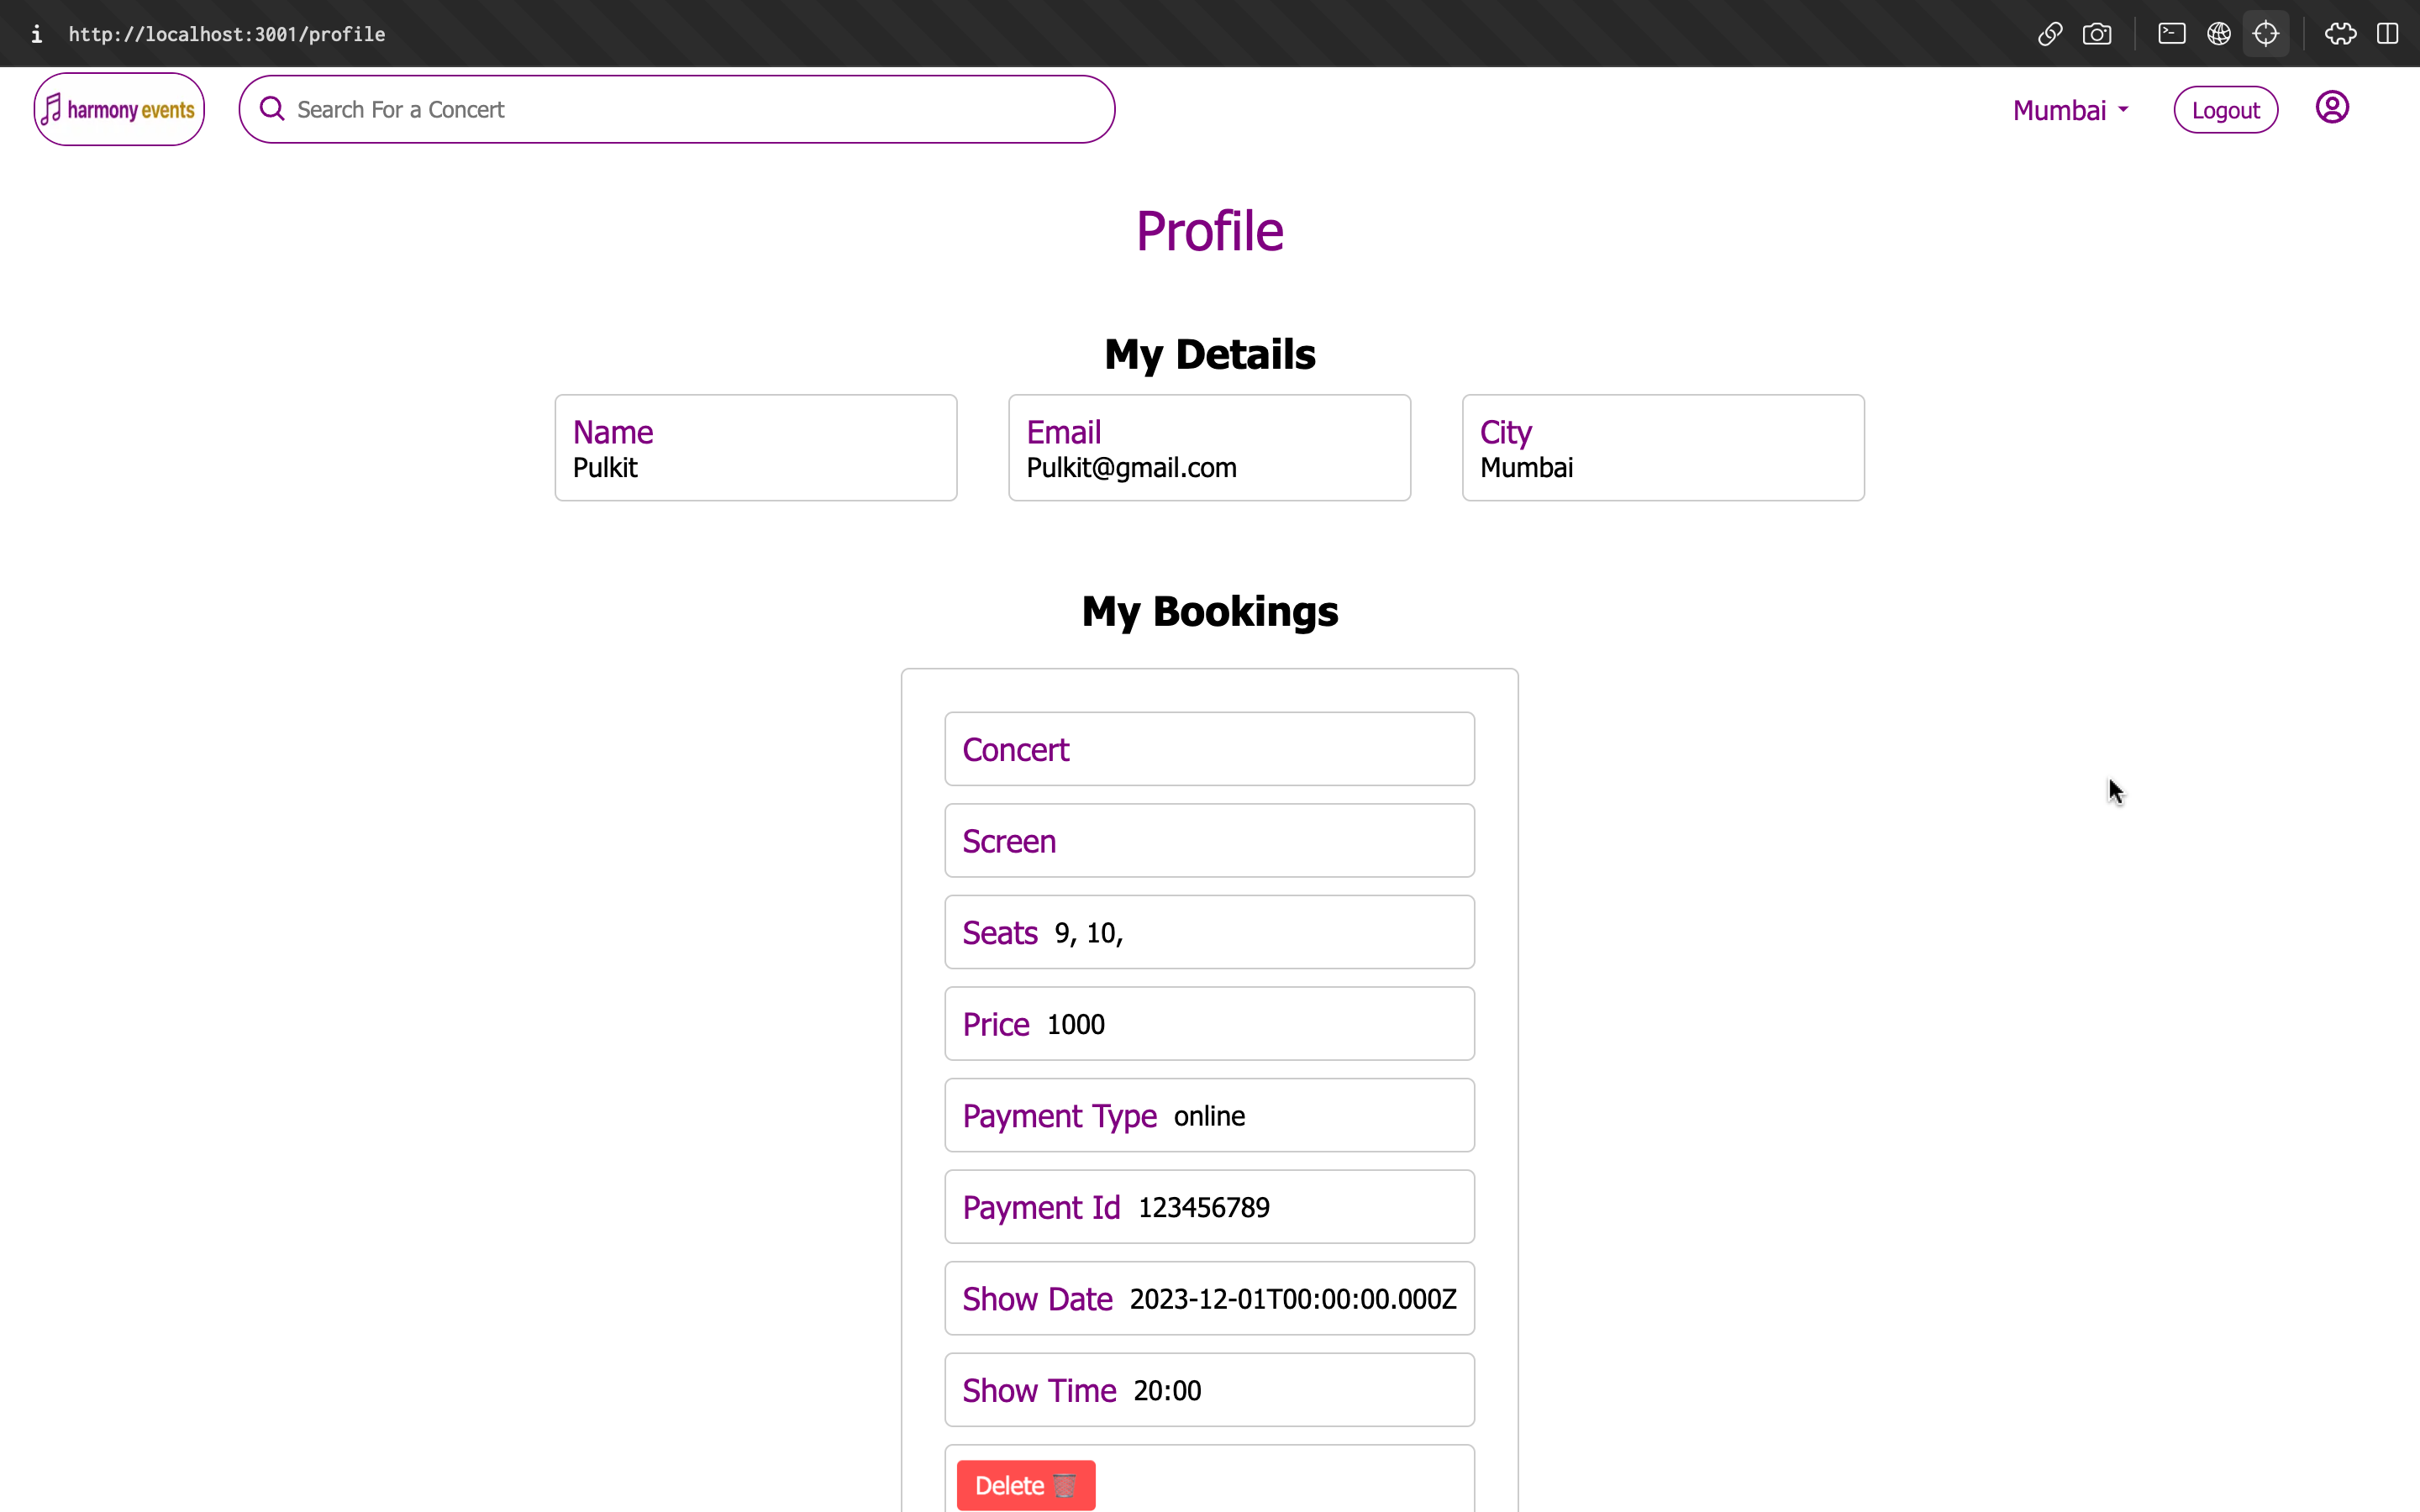 http://localhost:3001/profile
harmony events
Search For a Concert
Mumbai
Logout
Profile
My Details
Name
Pulkit
Email
Pulkit@gmail.com
City
Mumbai
My Bookings
Concert
Screen
Seats 9, 10,
Price 1000
Payment Type online
Payment Id 123456789
Show Date 2023-12-01T00:00:00.000Z
Show Time 20:00
Delete